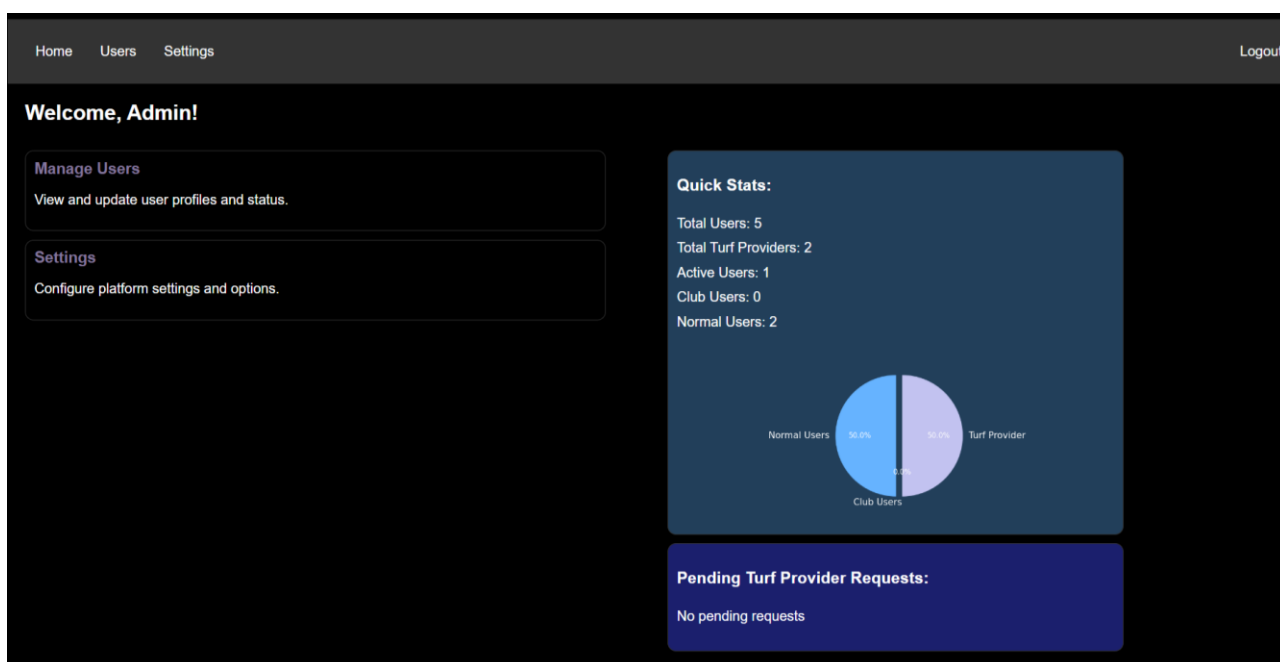 Home Users Settings Logout
Welcome, Admin!
Manage Users
View and update user profiles and status.
Settings
Configure platform settings and options.
Quick Stats:
Total Users: 5
Total Turf Providers: 2
Active Users: 1
Club Users: 0
Normal Users: 2
Normal Users 50.0% 50.0% Turf Provider
0.0%
Club Users
Pending Turf Provider Requests:
No pending requests